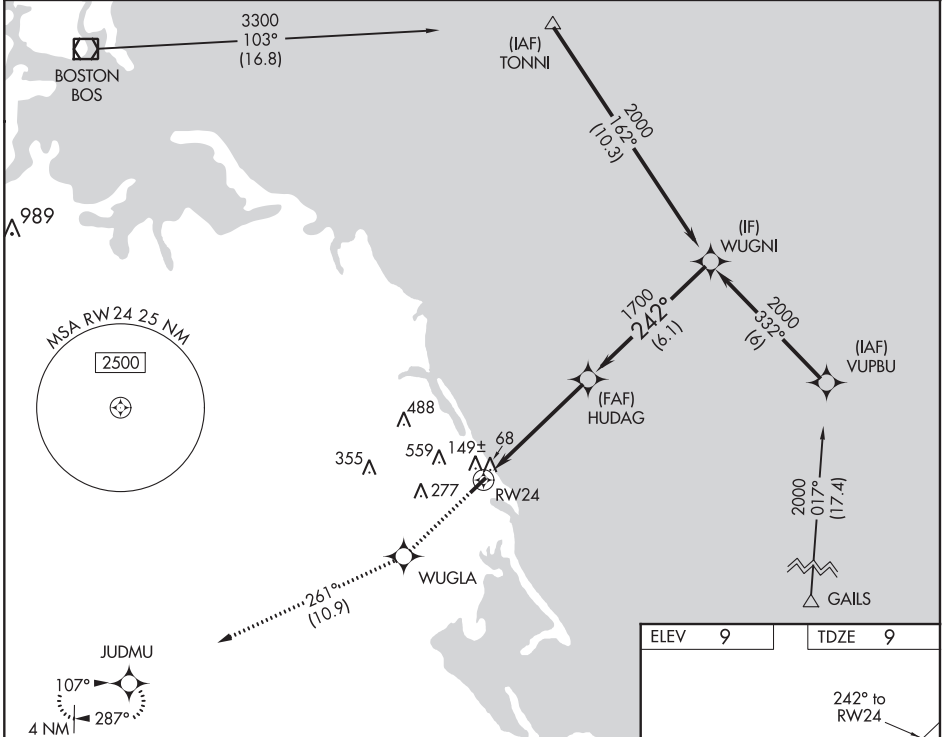 3300
103°
(16.8)
BOSTON
BOS
(IAF)
TONNI
2000
162°
(10.3)
989
(IF)
WUGNI
MSA RW24 25 NM
2500
1700
242°
(6.1)
2000
332°
(6)
(IAF)
VUPBU
(FAF)
HUDAG
488
355
559
149±
68
277
RW24
2000
017°
(17.4)
WUGLA
GAILS
261°
(10.9)
JUDMU
107°
287°
4 NM
ELEV 9
TDZE 9
242° to
RW24